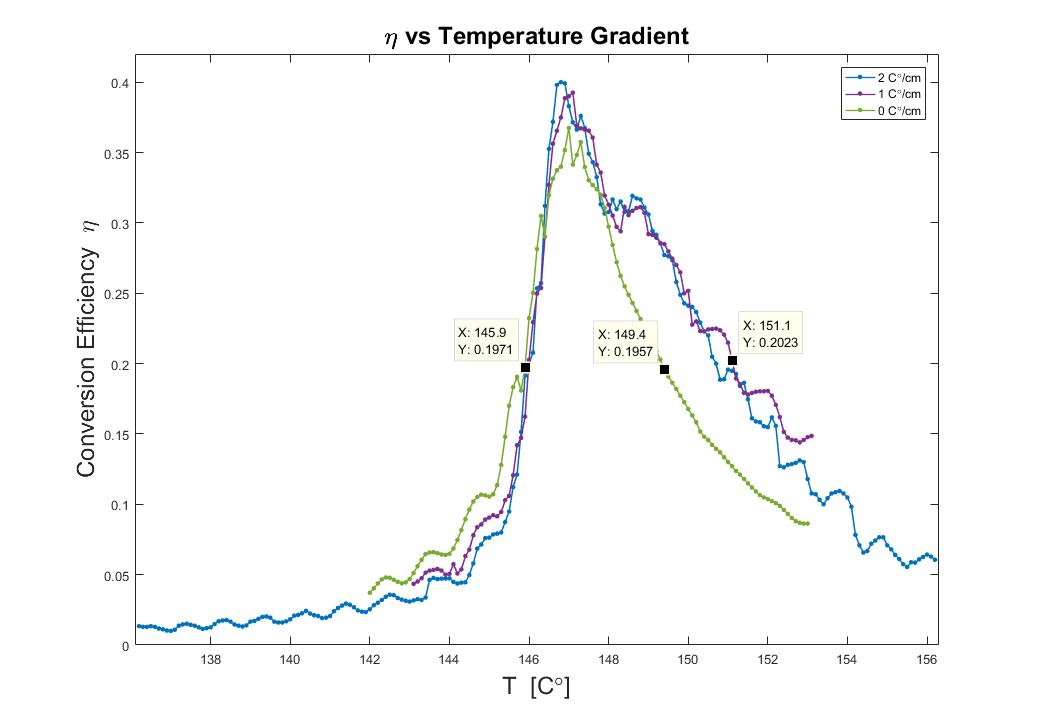 η vs Temperature Gradient
2 C°/cm
1 C°/cm
0 C°/cm
Conversion Efficiency η
0.4
0.35
0.3
0.25
0.2
0.15
0.1
0.05
0
X: 145.9
Y: 0.1971
X: 149.4
Y: 0.1957
X: 151.1
Y: 0.2023
138 140 142 144 146 148 150 152 154 156
T [C°]